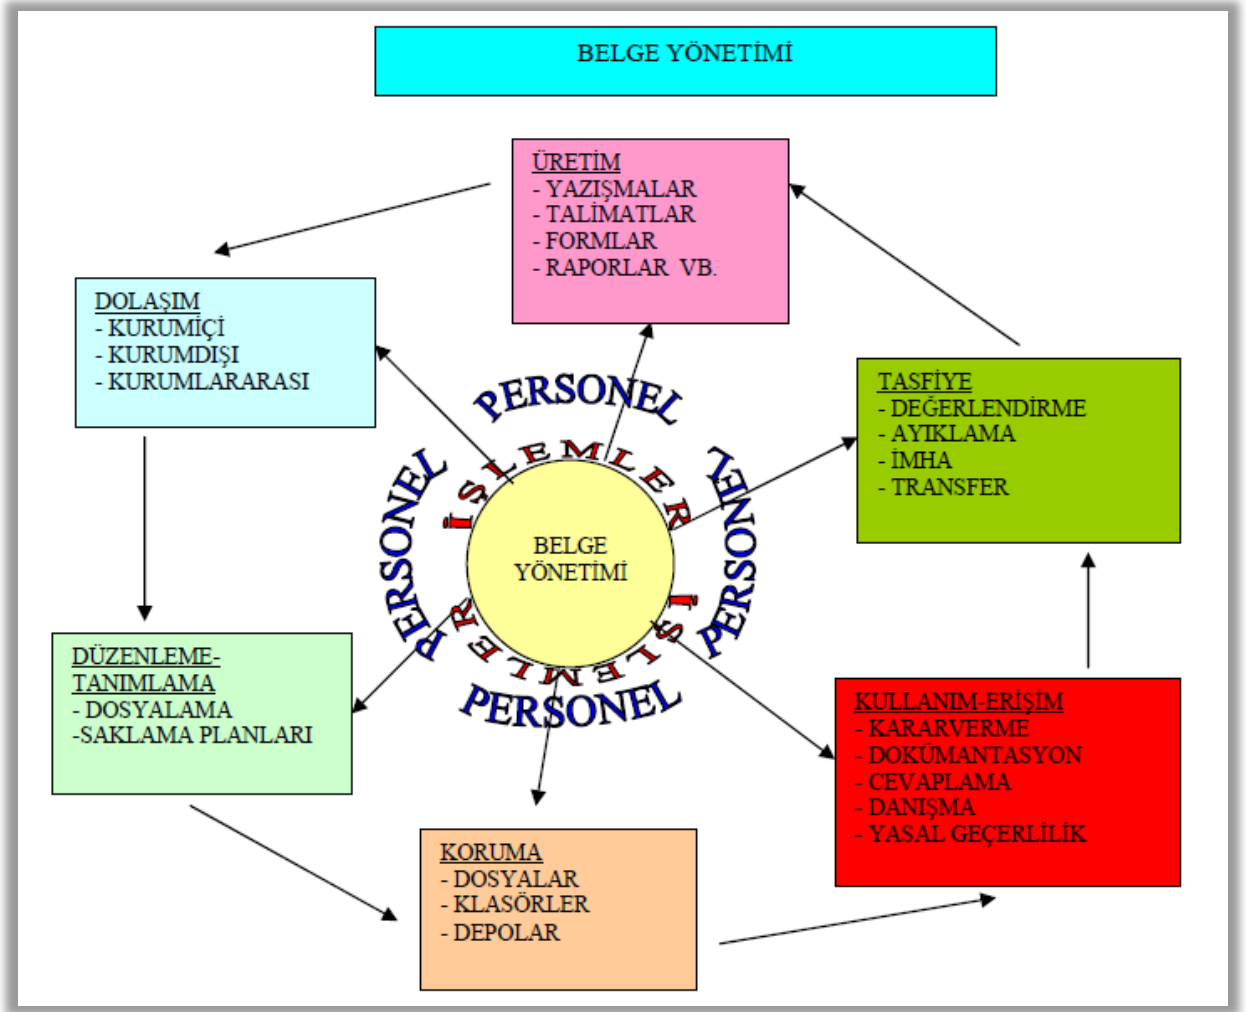 BELGE YÖNETİMİ
ÜRETİM
- YAZIŞMALAR
- TALİMATLAR
- FORMLAR
- RAPORLAR VB.
DOLAŞIM
- KURUMİÇİ
- KURUMDIŞI
- KURUMLARARASI
TASFİYE
- DEĞERLENDİRME
- AYIKLAMA
- İMHA
- TRANSFER
PERSONEL
PERSONEL
PERSONEL
PERSONEL
İŞLEMLER
İŞLEMLER
BELGE
YÖNETİMİ
DÜZENLEME-
TANIMLAMA
- DOSYALAMA
-SAKLAMA PLANLARI
KORUMA
- DOSYALAR
- KLASÖRLER
- DEPOLAR
KULLANIM-ERİŞİM
- KARARVERME
- DOKÜMANTASYON
- CEVAPLAMA
- DANIŞMA
- YASAL GEÇERLİLİK